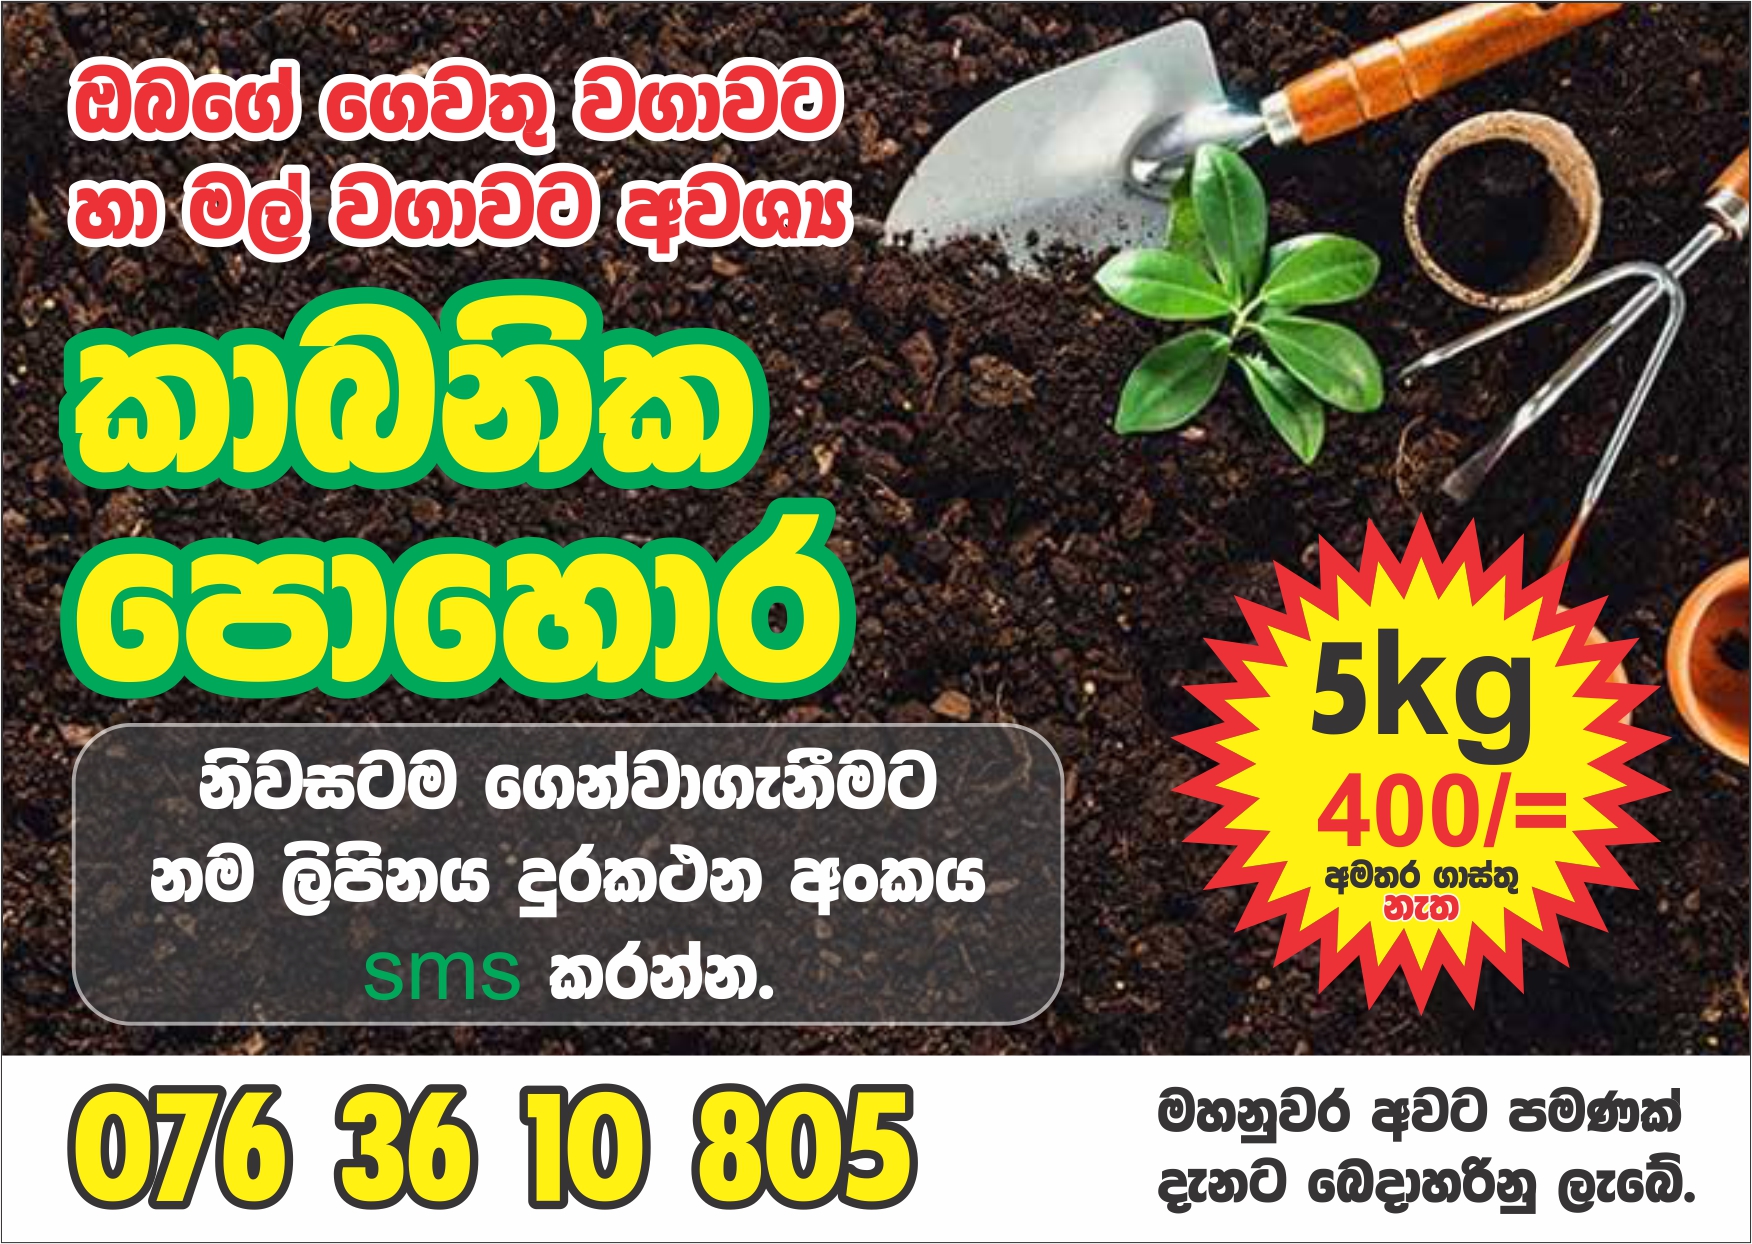 ඔබගේ ගෙවතු වගාවට
හා මල් වගාවට අවශ්‍ය
කාබනික
පොහොර
නිවසටම ගෙන්වාගැනීමට
නම ලිපිනය දුරකථන අංකය
sms කරන්න.
5kg
400/=
අමතර ගාස්තු
නැත
076 36 10 805
මහනුවර අවට පමණක්
දැනට බෙදාහරිනු ලැබේ.